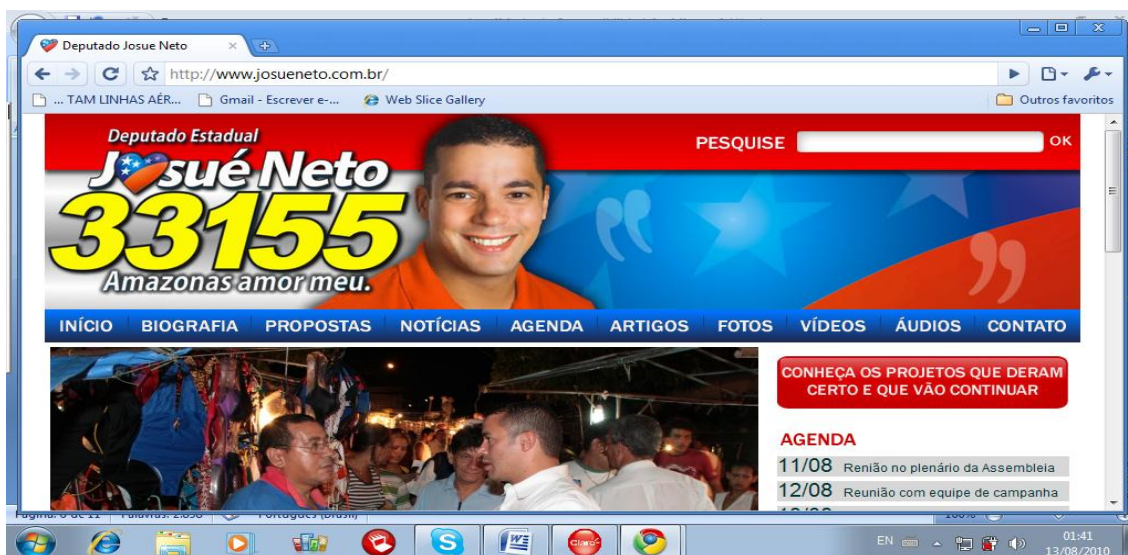 Deputado Josue Neto
http://www.josueneto.com.br/
... TAM LINHAS AÉR...
Gmail - Escrever e-...
Web Slice Gallery
Outros favoritos
Deputado Estadual
Josué Neto
33155
Amazonas amor meu.
PESQUISE
OK
INÍCIO BIOGRAFIA PROPOSTAS NOTÍCIAS AGENDA ARTIGOS FOTOS VÍDEOS ÁUDIOS CONTATO
CONHEÇA OS PROJETOS QUE DERAM
CERTO E QUE VÃO CONTINUAR
AGENDA
11/08 Renião no plenário da Assembleia
12/08 Reunião com equipe de campanha
Claro
EN
01:41
13/08/2010